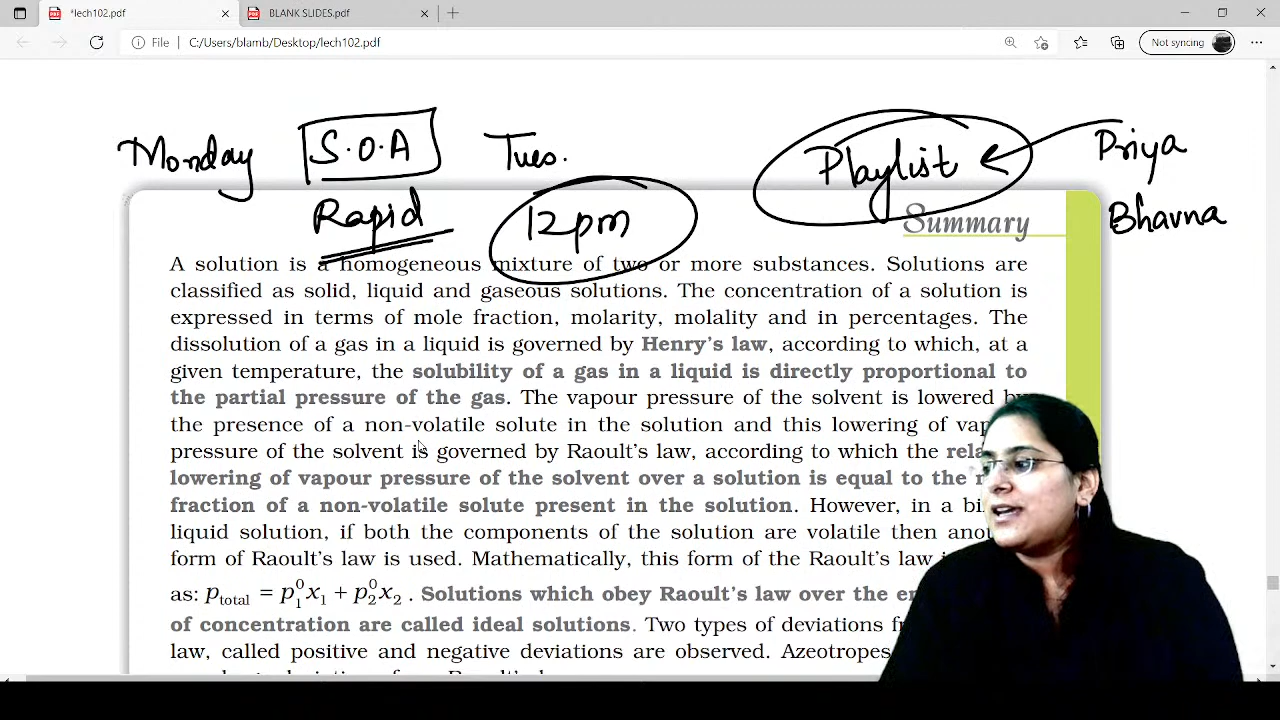 *lech102.pdf
BLANK SLIDES.pdf
File
C:/Users/blamb/Desktop/lech102.pdf
Not syncing
Monday S.O.A Tues. Playlist Priya
Rapid 12pm Bhavna
Summary
A solution is a homogeneous mixture of two or more substances. Solutions are
classified as solid, liquid and gaseous solutions. The concentration of a solution is
expressed in terms of mole fraction, molarity, molality and in percentages. The
dissolution of a gas in a liquid is governed by Henry's law, according to which, at a
given temperature, the solubility of a gas in a liquid is directly proportional to
the partial pressure of the gas. The vapour pressure of the solvent is lowered by
the presence of a non-volatile solute in the solution and this lowering of
pressure of the solvent is governed by Raoult's law, according to which the
lowering of vapour pressure of the solvent over a solution is equal to the
fraction of a non-volatile solute present in the solution. However, in a
liquid solution, if both the components of the solution are volatile then
form of Raoult's law is used. Mathematically, this form of the Raoult's law
as: p_total = p₁⁰x₁ + p₂⁰x₂ . Solutions which obey Raoult's law over the
of concentration are called ideal solutions. Two types of deviations
law, called positive and negative deviations are observed. Azeotropes